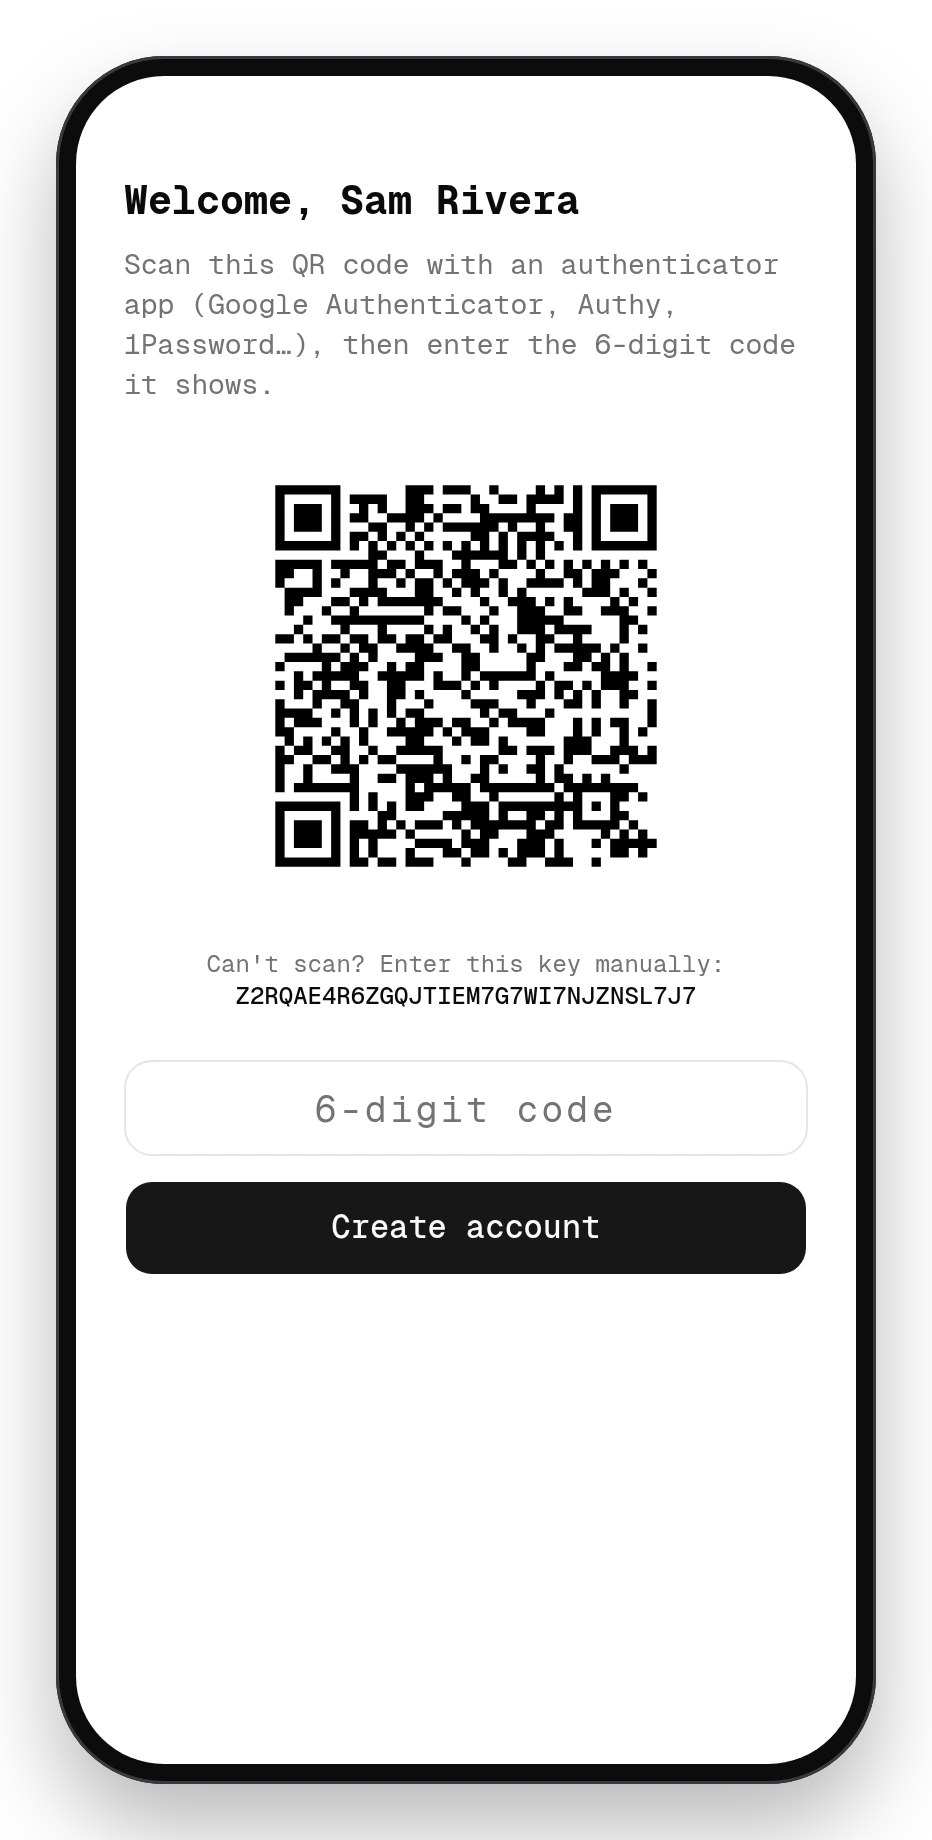 Welcome, Sam Rivera
Scan this QR code with an authenticator
app (Google Authenticator, Authy,
1Password…), then enter the 6-digit code
it shows.
Can't scan? Enter this key manually:
Z2RQAE4R6ZGQJTIEM7G7WI7NJZNSL7J7
6-digit code
Create account